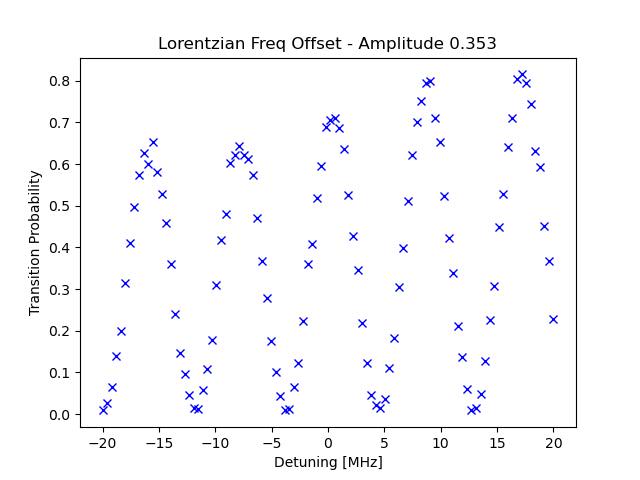 Lorentzian Freq Offset - Amplitude 0.353
Transition Probability
0.8
0.7
0.6
0.5
0.4
0.3
0.2
0.1
0.0
−20 −15 −10 −5 0 5 10 15 20
Detuning [MHz]